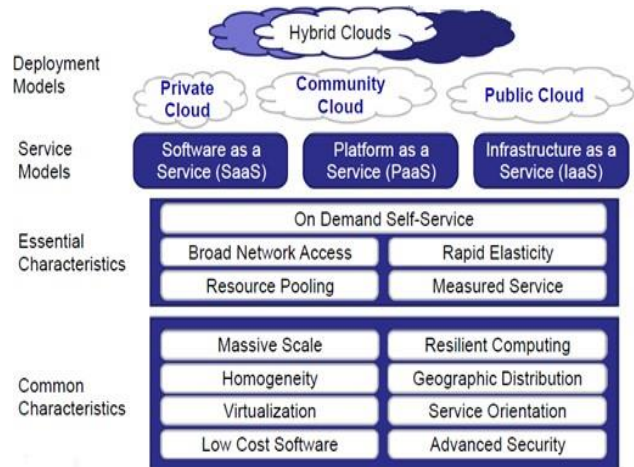 Hybrid Clouds
Deployment
Models
Private
Cloud
Community
Cloud
Public Cloud
Service
Models
Software as a
Service (SaaS)
Platform as a
Service (PaaS)
Infrastructure as a
Service (IaaS)
Essential
Characteristics
On Demand Self-Service
Broad Network Access
Rapid Elasticity
Resource Pooling
Measured Service
Common
Characteristics
Massive Scale
Resilient Computing
Homogeneity
Geographic Distribution
Virtualization
Service Orientation
Low Cost Software
Advanced Security